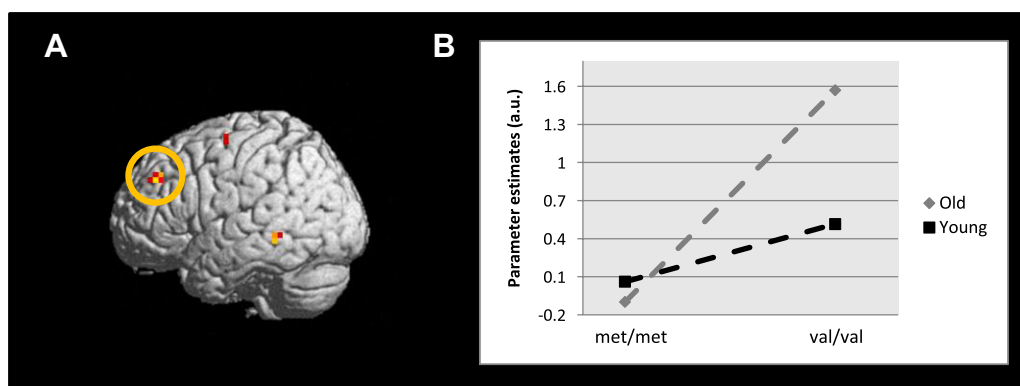 A
B
Parameter estimates (a.u.)
1.6
1.3
1
0.7
0.4
0.1
-0.2
met/met
val/val
Old
Young